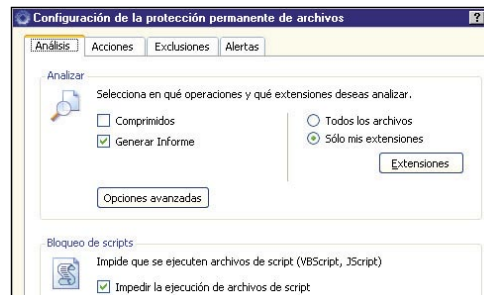 Configuración de la protección permanente de archivos ?
Análisis Acciones Exclusiones Alertas
Analizar
Selecciona en qué operaciones y qué extensiones deseas analizar.
Comprimidos Todos los archivos
Generar Informe Sólo mis extensiones
Extensiones
Opciones avanzadas
Bloqueo de scripts
Impide que se ejecuten archivos de script (VBScript, JScript)
Impedir la ejecución de archivos de script